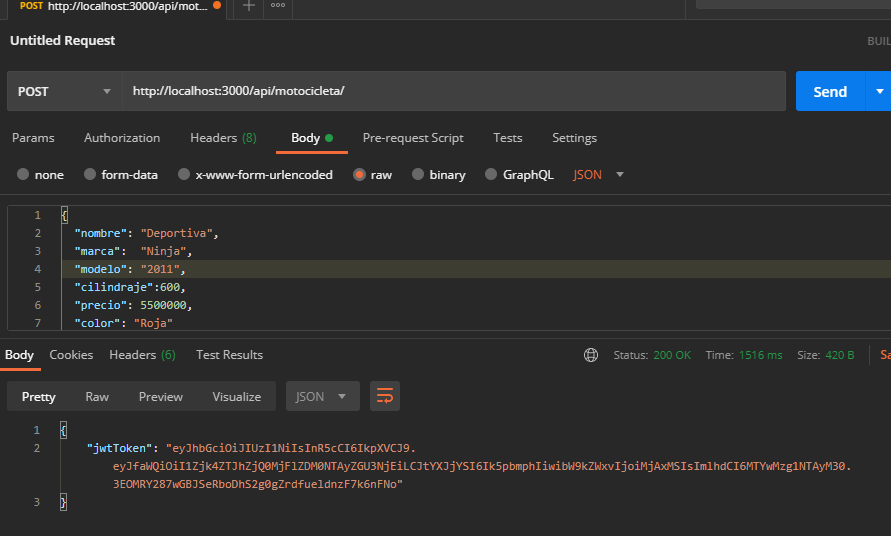 POST http://localhost:3000/api/mot...
Untitled Request
BUIL
POST http://localhost:3000/api/motocicleta/ Send
Params Authorization Headers (8) Body Pre-request Script Tests Settings
none form-data x-www-form-urlencoded raw binary GraphQL JSON
1 {
2 "nombre": "Deportiva",
3 "marca":  "Ninja",
4 "modelo": "2011",
5 "cilindraje":600,
6 "precio": 5500000,
7 "color": "Roja"
Body Cookies Headers (6) Test Results Status: 200 OK Time: 1516 ms Size: 420 B Sa
Pretty Raw Preview Visualize JSON
1 {
2 "jwtToken": "eyJhbGciOiJIUzI1NiIsInR5cCI6IkpXVCJ9.
eyJfaWQiOiI1Zjk4ZTJhZjQ0MjFlZDM0NTAyZGU3NjEiLCJtYXJjYSI6Ik5pbmphIiwibW9kZWxvIjoiMjAxMSIsImlhdCI6MTYwMzg1NTAyM30.
3EOMRY287wGBJSeRboDhS2g0gZrdfueldnzF7k6nFNo"
3 }